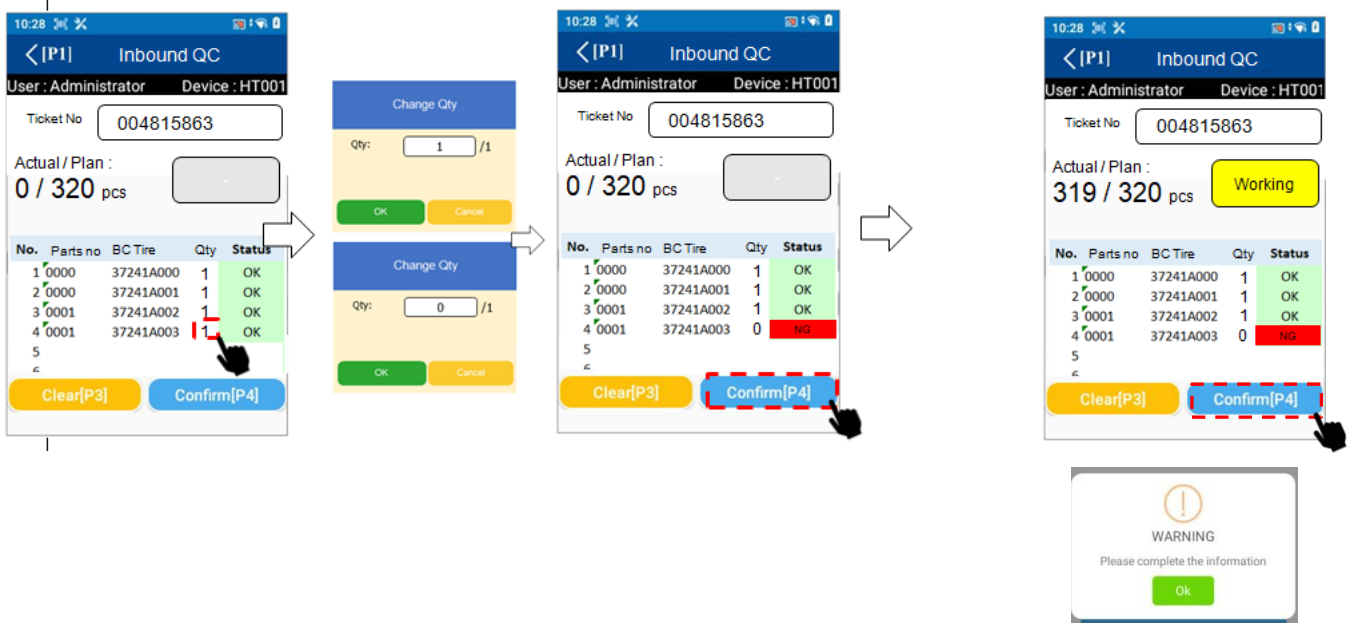 10:28
[P1] Inbound QC
User : Administrator Device : HT001
Ticket No 004815863
Actual / Plan :
0 / 320 pcs
-
No. Parts no BC Tire Qty Status
1 0000 37241A000 1 OK
2 0000 37241A001 1 OK
3 0001 37241A002 1 OK
4 0001 37241A003 1 OK
5
6
Clear[P3] Confirm[P4]
Change Qty
Qty: 1 /1
OK Cancel
Change Qty
Qty: 0 /1
OK Cancel
10:28
[P1] Inbound QC
User : Administrator Device : HT001
Ticket No 004815863
Actual / Plan :
0 / 320 pcs
-
No. Parts no BC Tire Qty Status
1 0000 37241A000 1 OK
2 0000 37241A001 1 OK
3 0001 37241A002 1 OK
4 0001 37241A003 0 NG
5
6
Clear[P3] Confirm[P4]
10:28
[P1] Inbound QC
User : Administrator Device : HT001
Ticket No 004815863
Actual / Plan :
319 / 320 pcs Working
No. Parts no BC Tire Qty Status
1 0000 37241A000 1 OK
2 0000 37241A001 1 OK
3 0001 37241A002 1 OK
4 0001 37241A003 0 NG
5
6
Clear[P3] Confirm[P4]
WARNING
Please complete the information
Ok